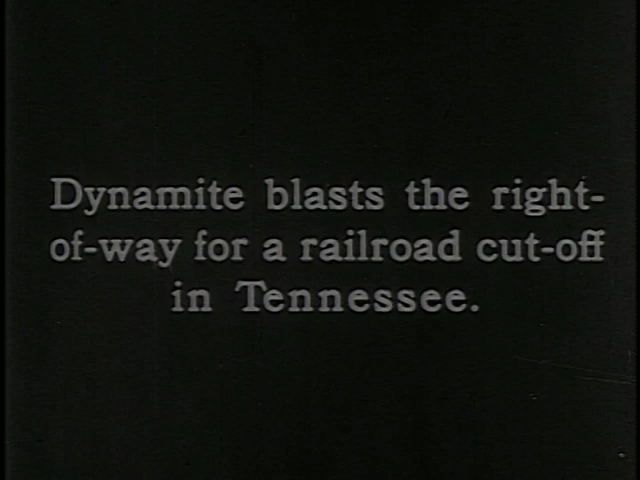 Dynamite blasts the right-
of-way for a railroad cut-off
in Tennessee.